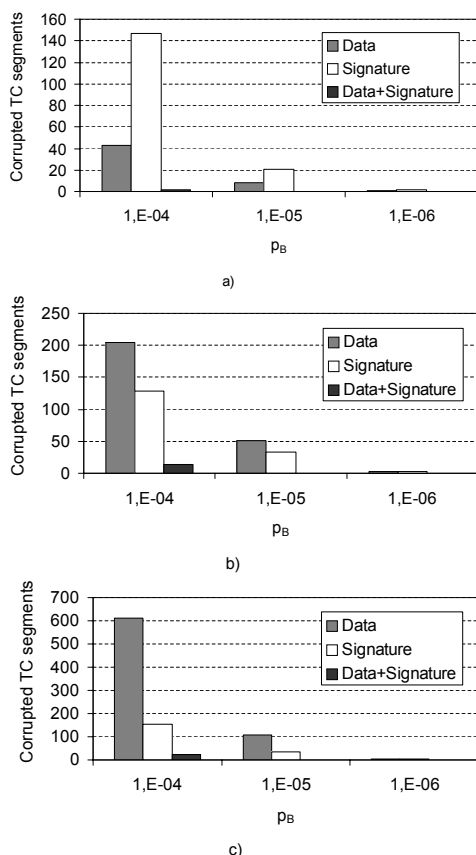 Corrupted TC segments
160
140
120
100
80
60
40
20
0
Data
Signature
Data+Signature
1,E-04 1,E-05 1,E-06
pB
a)
Corrupted TC segments
250
200
150
100
50
0
Data
Signature
Data+Signature
1,E-04 1,E-05 1,E-06
pB
b)
Corrupted TC segments
700
600
500
400
300
200
100
0
Data
Signature
Data+Signature
1,E-04 1,E-05 1,E-06
pB
c)